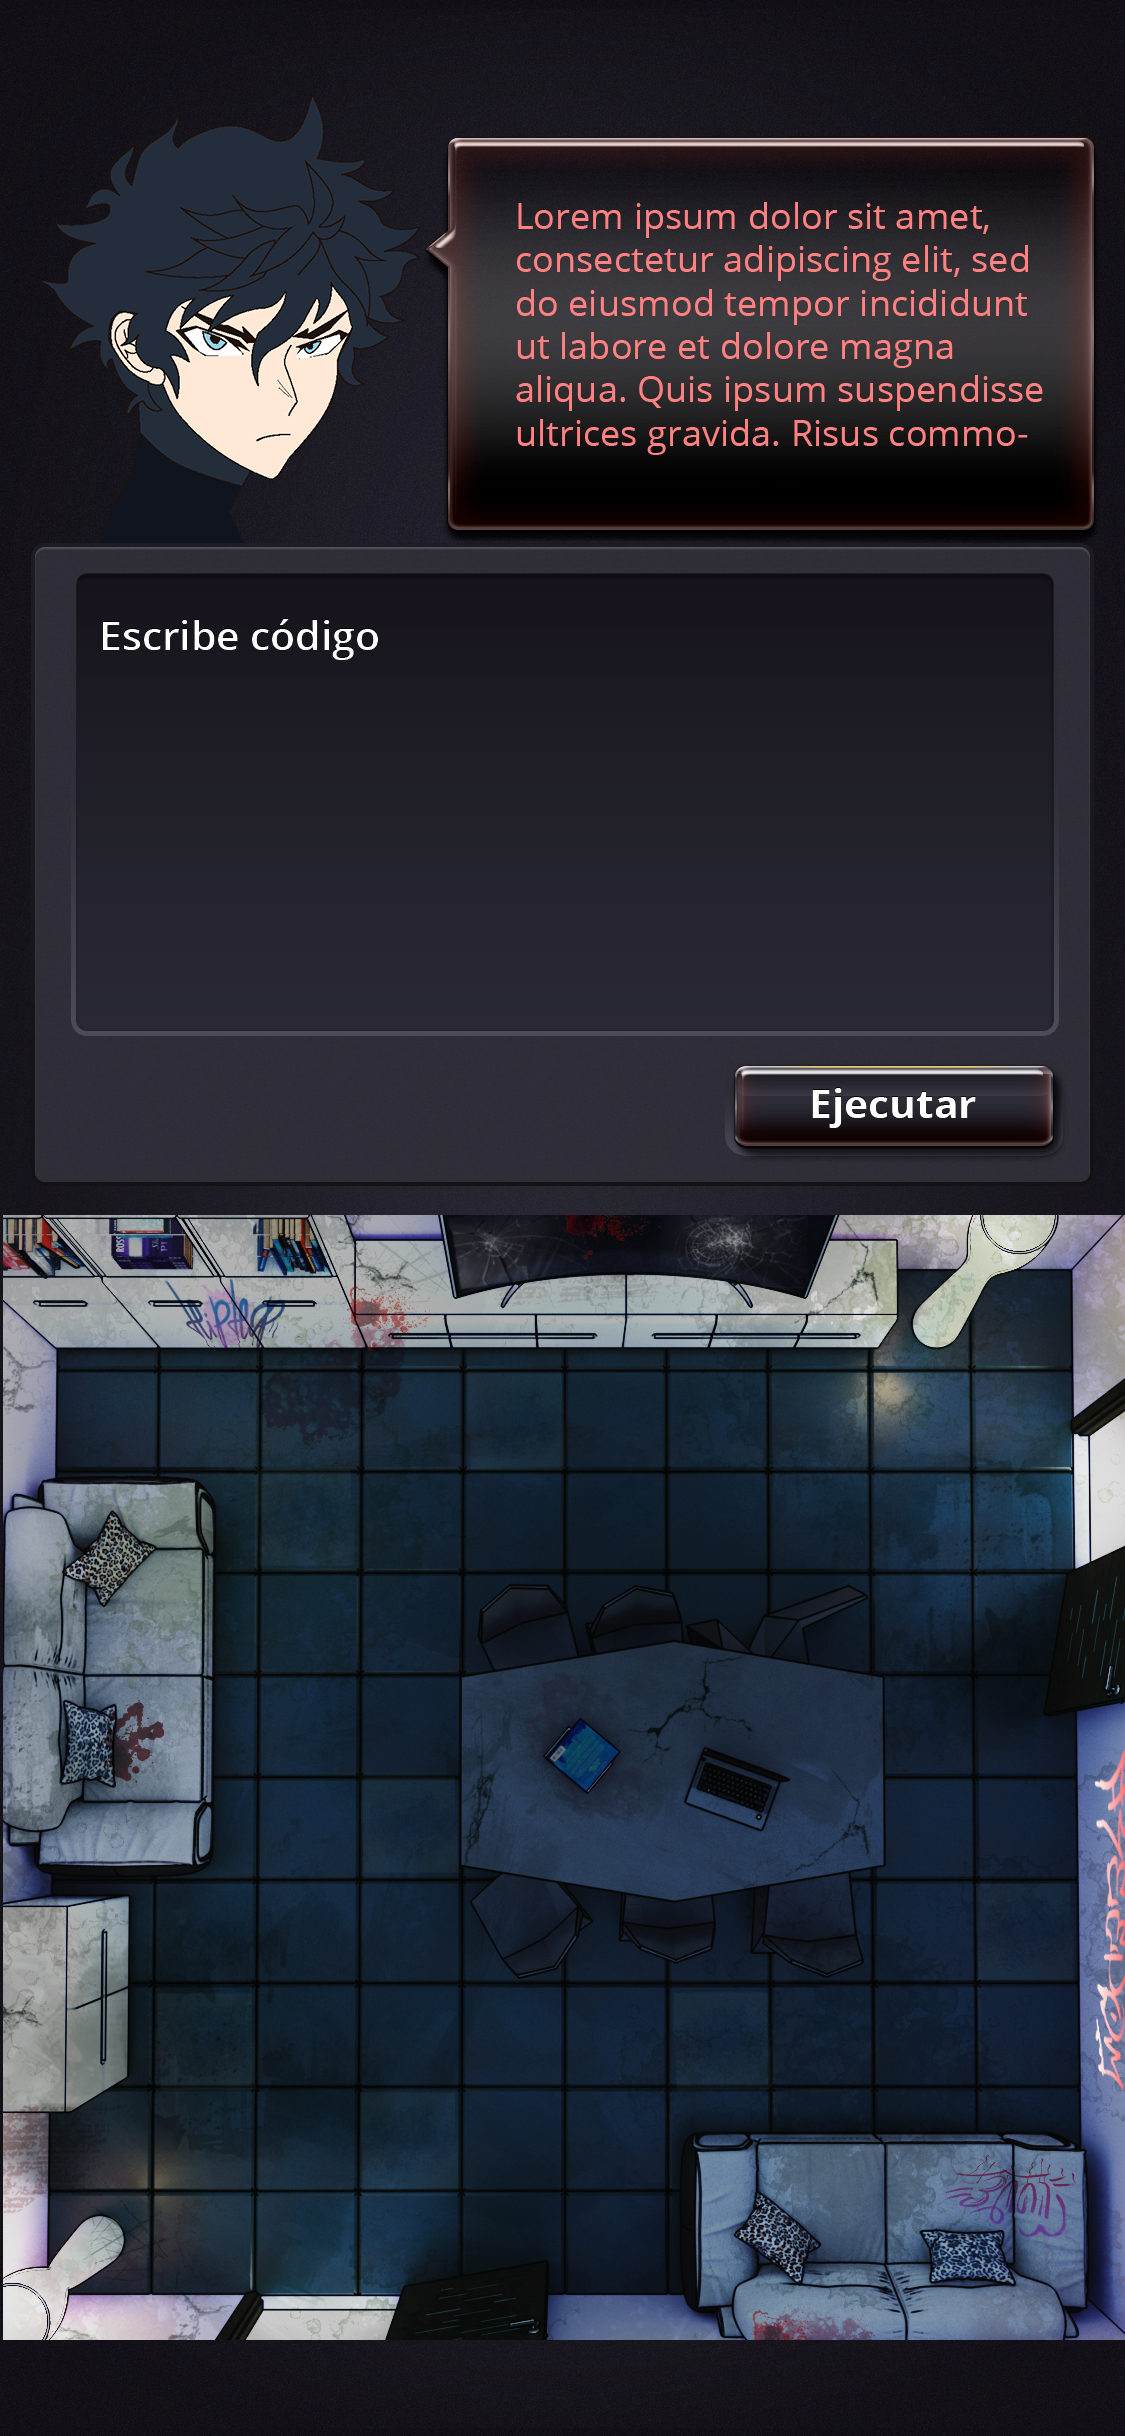 Lorem ipsum dolor sit amet,
consectetur adipiscing elit, sed
do eiusmod tempor incididunt
ut labore et dolore magna
aliqua. Quis ipsum suspendisse
ultrices gravida. Risus commo-
Escribe código
Ejecutar